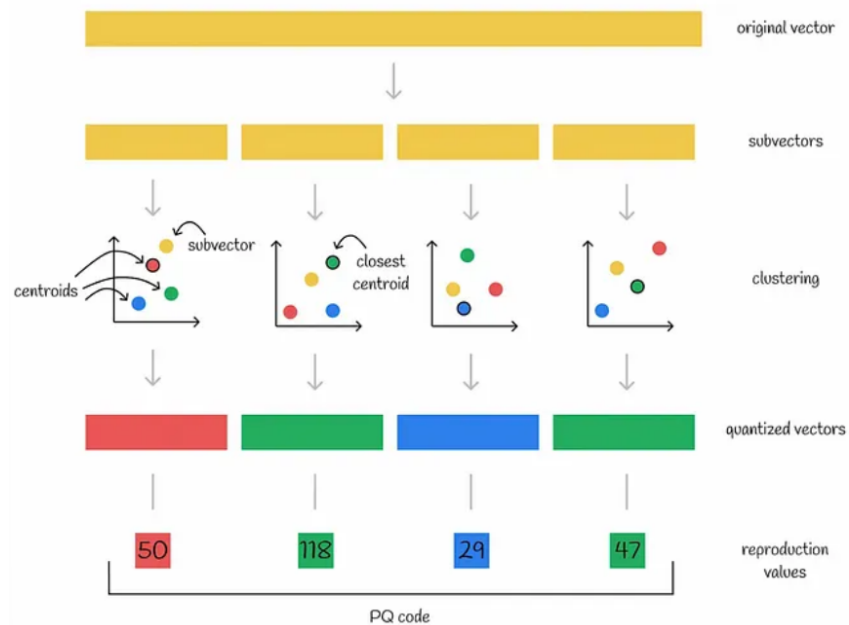 original vector
subvectors
subvector
closest
centroid
centroids
clustering
quantized vectors
50
118
29
47
reproduction
values
PQ code